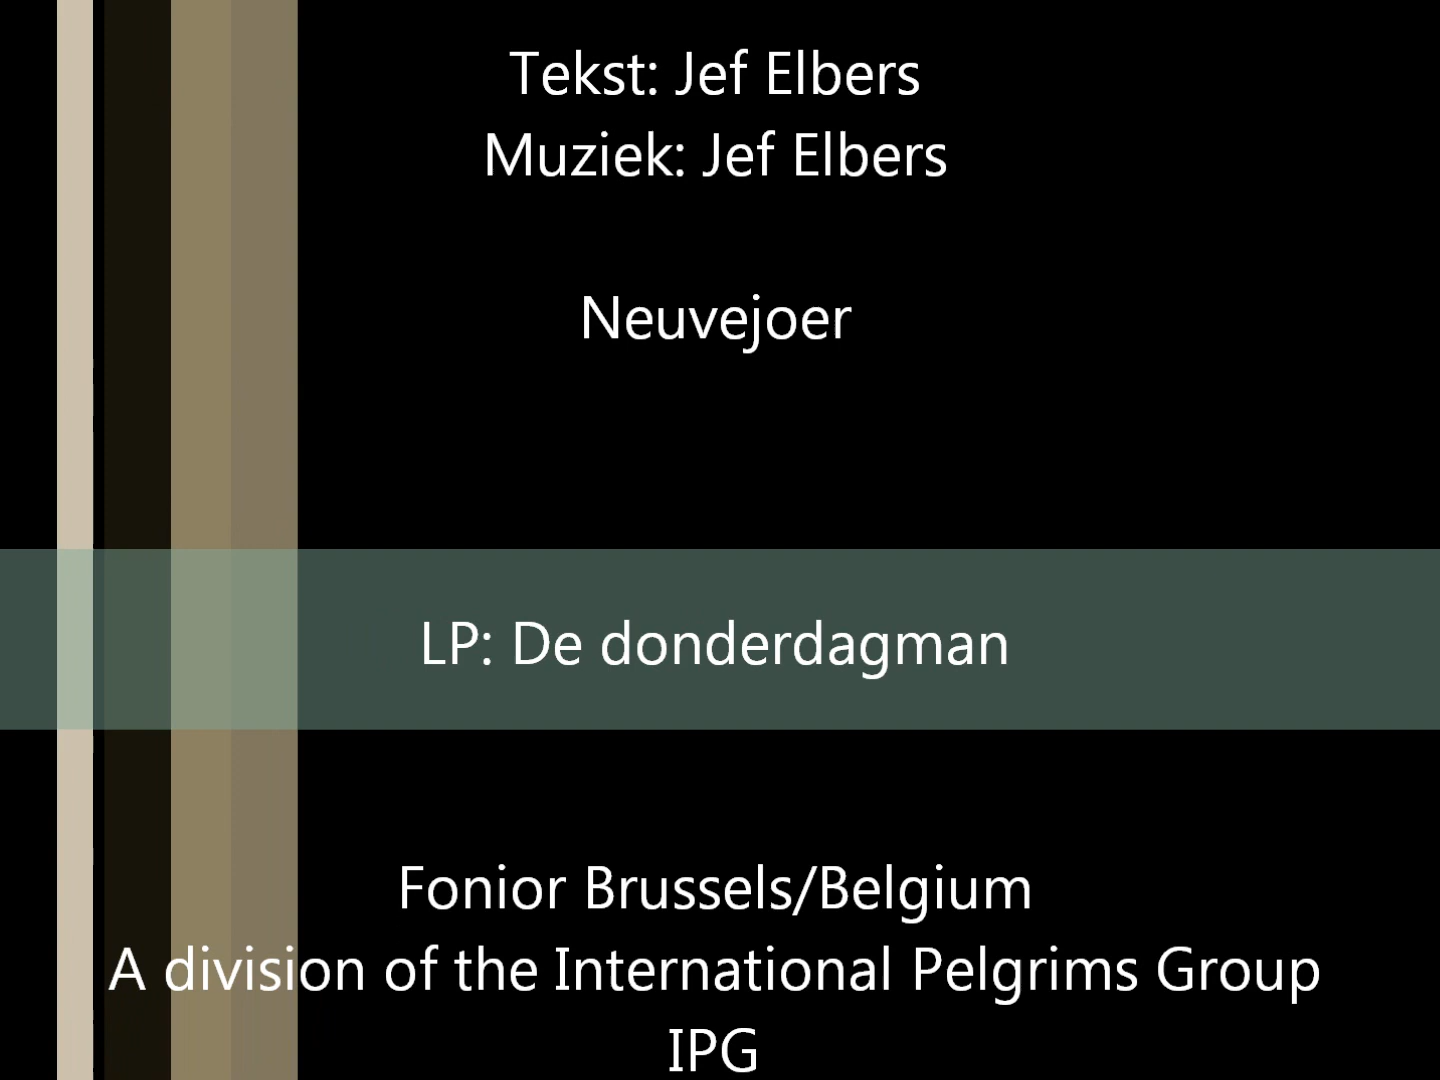 Tekst: Jef Elbers
Muziek: Jef Elbers
Neuvejoer
LP: De donderdagman
Fonior Brussels/Belgium
A division of the International Pelgrims Group
IPG